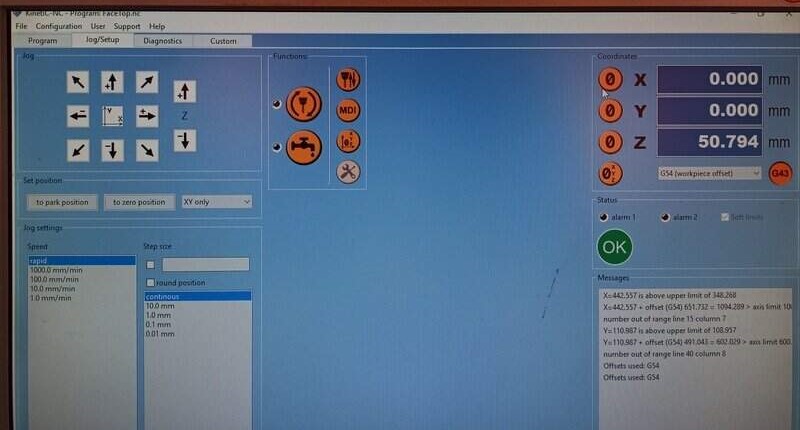 KinetiC-NC - Program: FaceTop.nc
File Configuration User Support Help
Program Jog/Setup Diagnostics Custom
Jog
Y
X
Z
Set position
to park position to zero position XY only
Jog settings
Speed
rapid
1000.0 mm/min
100.0 mm/min
10.0 mm/min
1.0 mm/min
Step size
round position
continous
10.0 mm
1.0 mm
0.1 mm
0.01 mm
Functions:
MDI
Coordinates
0 X 0.000 mm
0 Y 0.000 mm
0 Z 50.794 mm
G54 (workpiece offset) G43
Status
alarm 1 alarm 2 Soft limits
OK
Messages
X=442.557 is above upper limit of 348.268
X=442.557 + offset (G54) 651.732 = 1094.289 > axis limit
number out of range line 15 column 7
Y=110.987 is above upper limit of 108.957
Y=110.987 + offset (G54) 491.043 = 602.029 > axis limit 600.
number out of range line 40 column 8
Offsets used: G54
Offsets used: G54